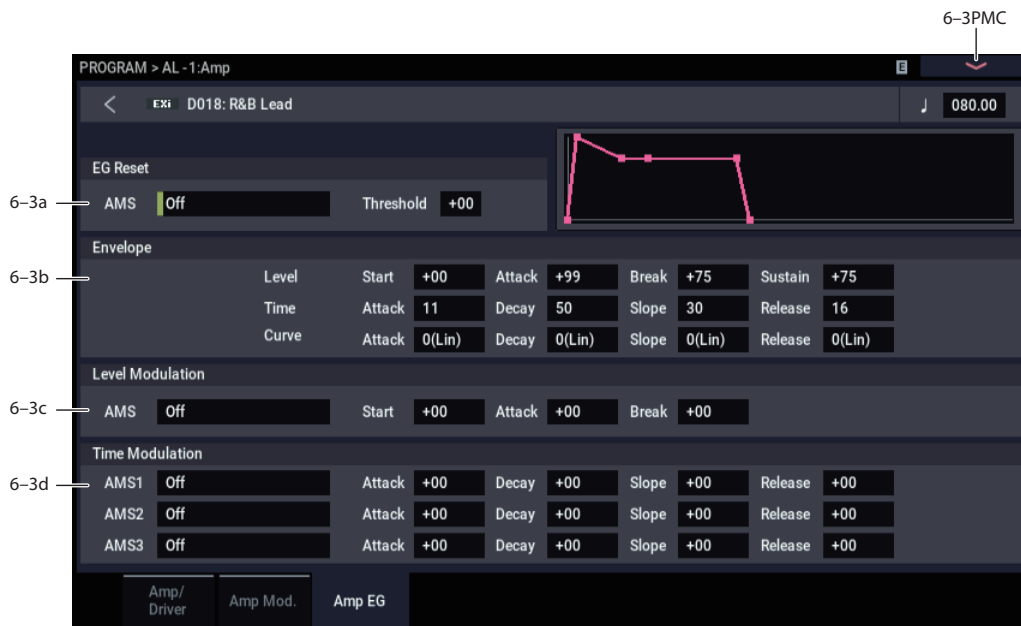 6–3PMC
PROGRAM > AL-1:Amp E
EXi D018: R&B Lead ♩ 080.00
EG Reset
6–3a AMS Off Threshold +00
Envelope
6–3b Level Start +00 Attack +99 Break +75 Sustain +75
Time Attack 11 Decay 50 Slope 30 Release 16
Curve Attack 0(Lin) Decay 0(Lin) Slope 0(Lin) Release 0(Lin)
Level Modulation
6–3c AMS Off Start +00 Attack +00 Break +00
Time Modulation
6–3d AMS1 Off Attack +00 Decay +00 Slope +00 Release +00
AMS2 Off Attack +00 Decay +00 Slope +00 Release +00
AMS3 Off Attack +00 Decay +00 Slope +00 Release +00
Amp/
Driver
Amp Mod.
Amp EG